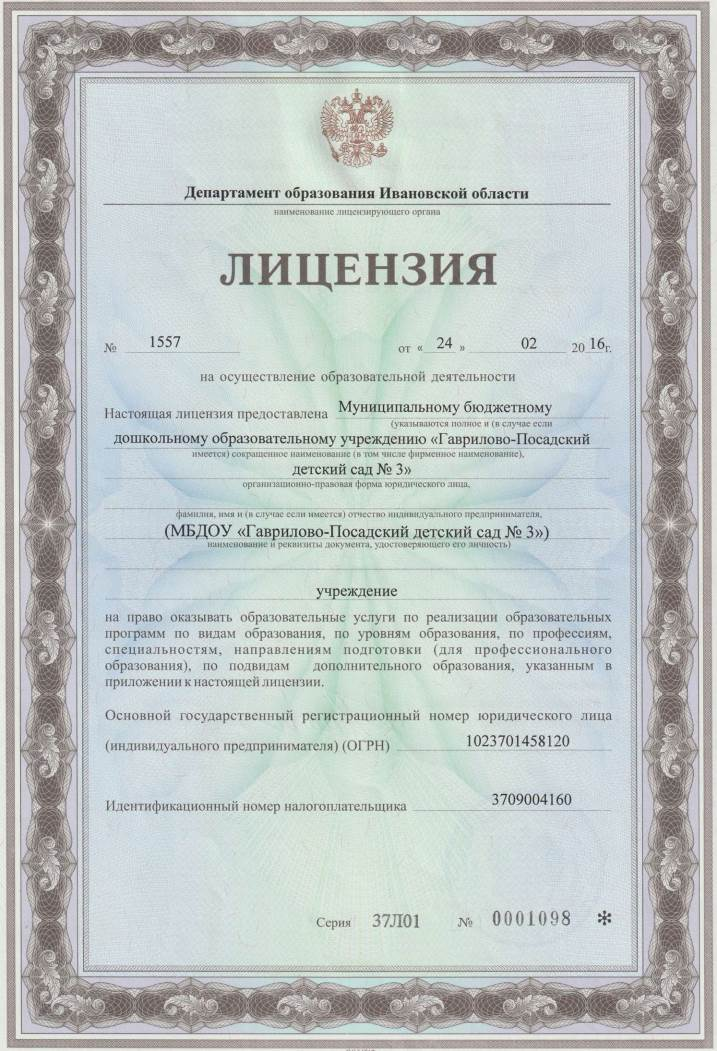 Департамент образования Ивановской области
наименование лицензирующего органа
ЛИЦЕНЗИЯ
№ 1557 от « 24 » 02 20 16г.
на осуществление образовательной деятельности
Настоящая лицензия предоставлена Муниципальному бюджетному
(указываются полное и (в случае если
дошкольному образовательному учреждению «Гаврилово-Посадский
имеется) сокращенное наименование (в том числе фирменное наименование),
детский сад № 3»
организационно-правовая форма юридического лица,
фамилия, имя и (в случае если имеется) отчество индивидуального предпринимателя,
(МБДОУ «Гаврилово-Посадский детский сад № 3»)
наименование и реквизиты документа, удостоверяющего его личность)
учреждение
на право оказывать образовательные услуги по реализации образовательных
программ по видам образования, по уровням образования, по профессиям,
специальностям, направлениям подготовки (для профессионального
образования), по подвидам дополнительного образования, указанным в
приложении к настоящей лицензии.
Основной государственный регистрационный номер юридического лица
(индивидуального предпринимателя) (ОГРН) 1023701458120
Идентификационный номер налогоплательщика 3709004160
Серия 37Л01 № 0001098 *